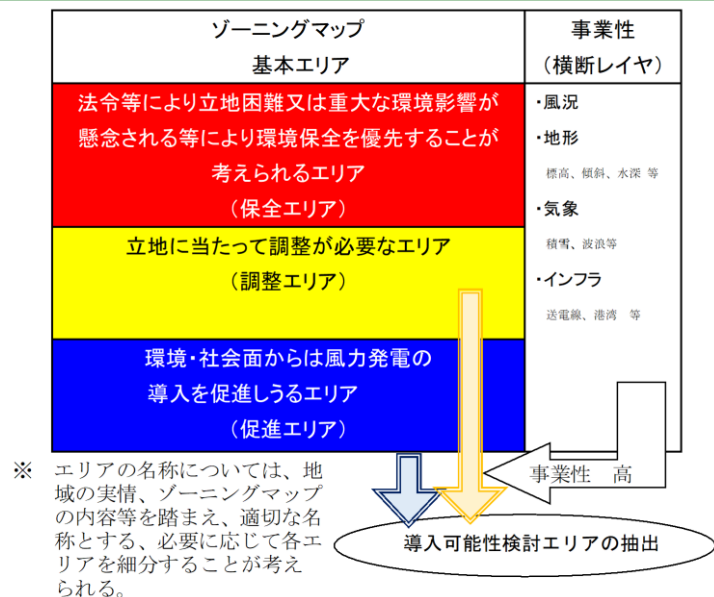 ゾーニングマップ
基本エリア
事業性
（横断レイヤ）
法令等により立地困難又は重大な環境影響が
懸念される等により環境保全を優先することが
考えられるエリア
（保全エリア）
立地に当たって調整が必要なエリア
（調整エリア）
環境・社会面からは風力発電の
導入を促進しうるエリア
（促進エリア）
・風況
・地形
標高、傾斜、水深 等
・気象
積雪、波浪等
・インフラ
送電線、港湾　等
事業性　高
導入可能性検討エリアの抽出
※　エリアの名称については、地
域の実情、ゾーニングマップ
の内容等を踏まえ、適切な名
称とする、必要に応じて各エ
リアを細分することが考え
られる。